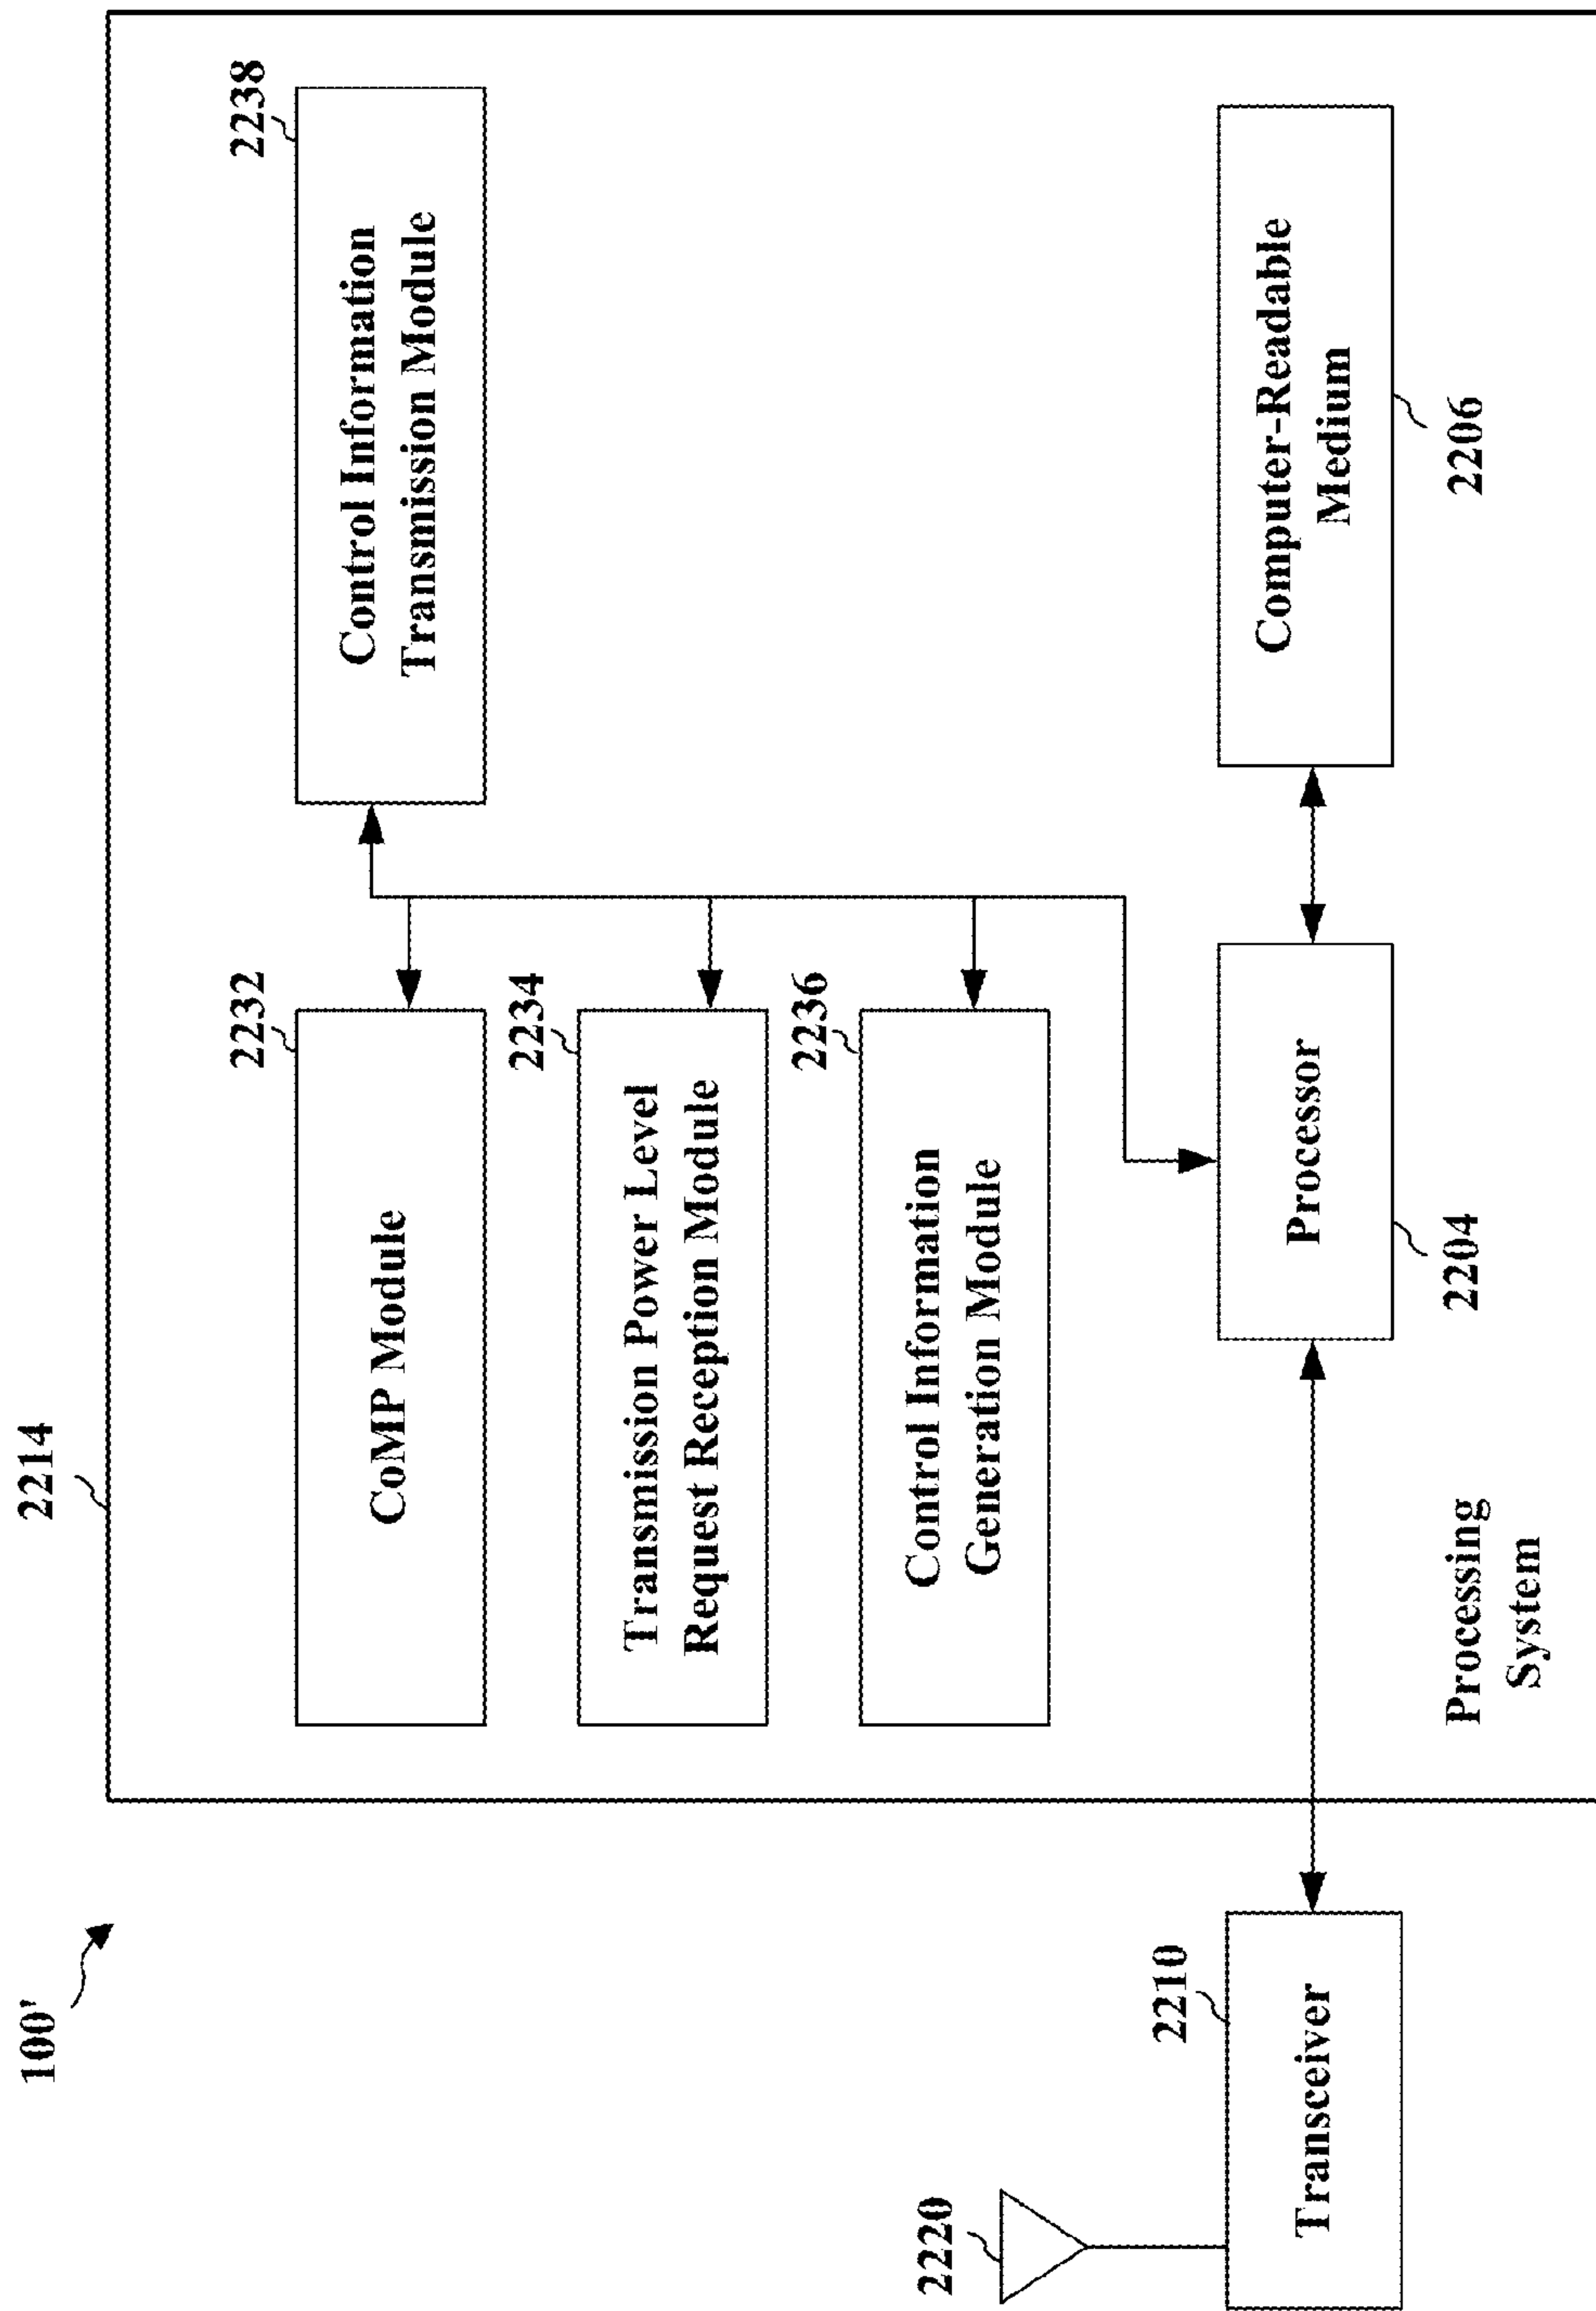 100'
2214
2232
CoMP Module
2234
Transmission Power Level
Request Reception Module
2236
Control Information
Generation Module
2238
Control Information
Transmission Module
2220
2210
Transceiver
Processor
2204
Computer-Readable
Medium
2206
Processing
System